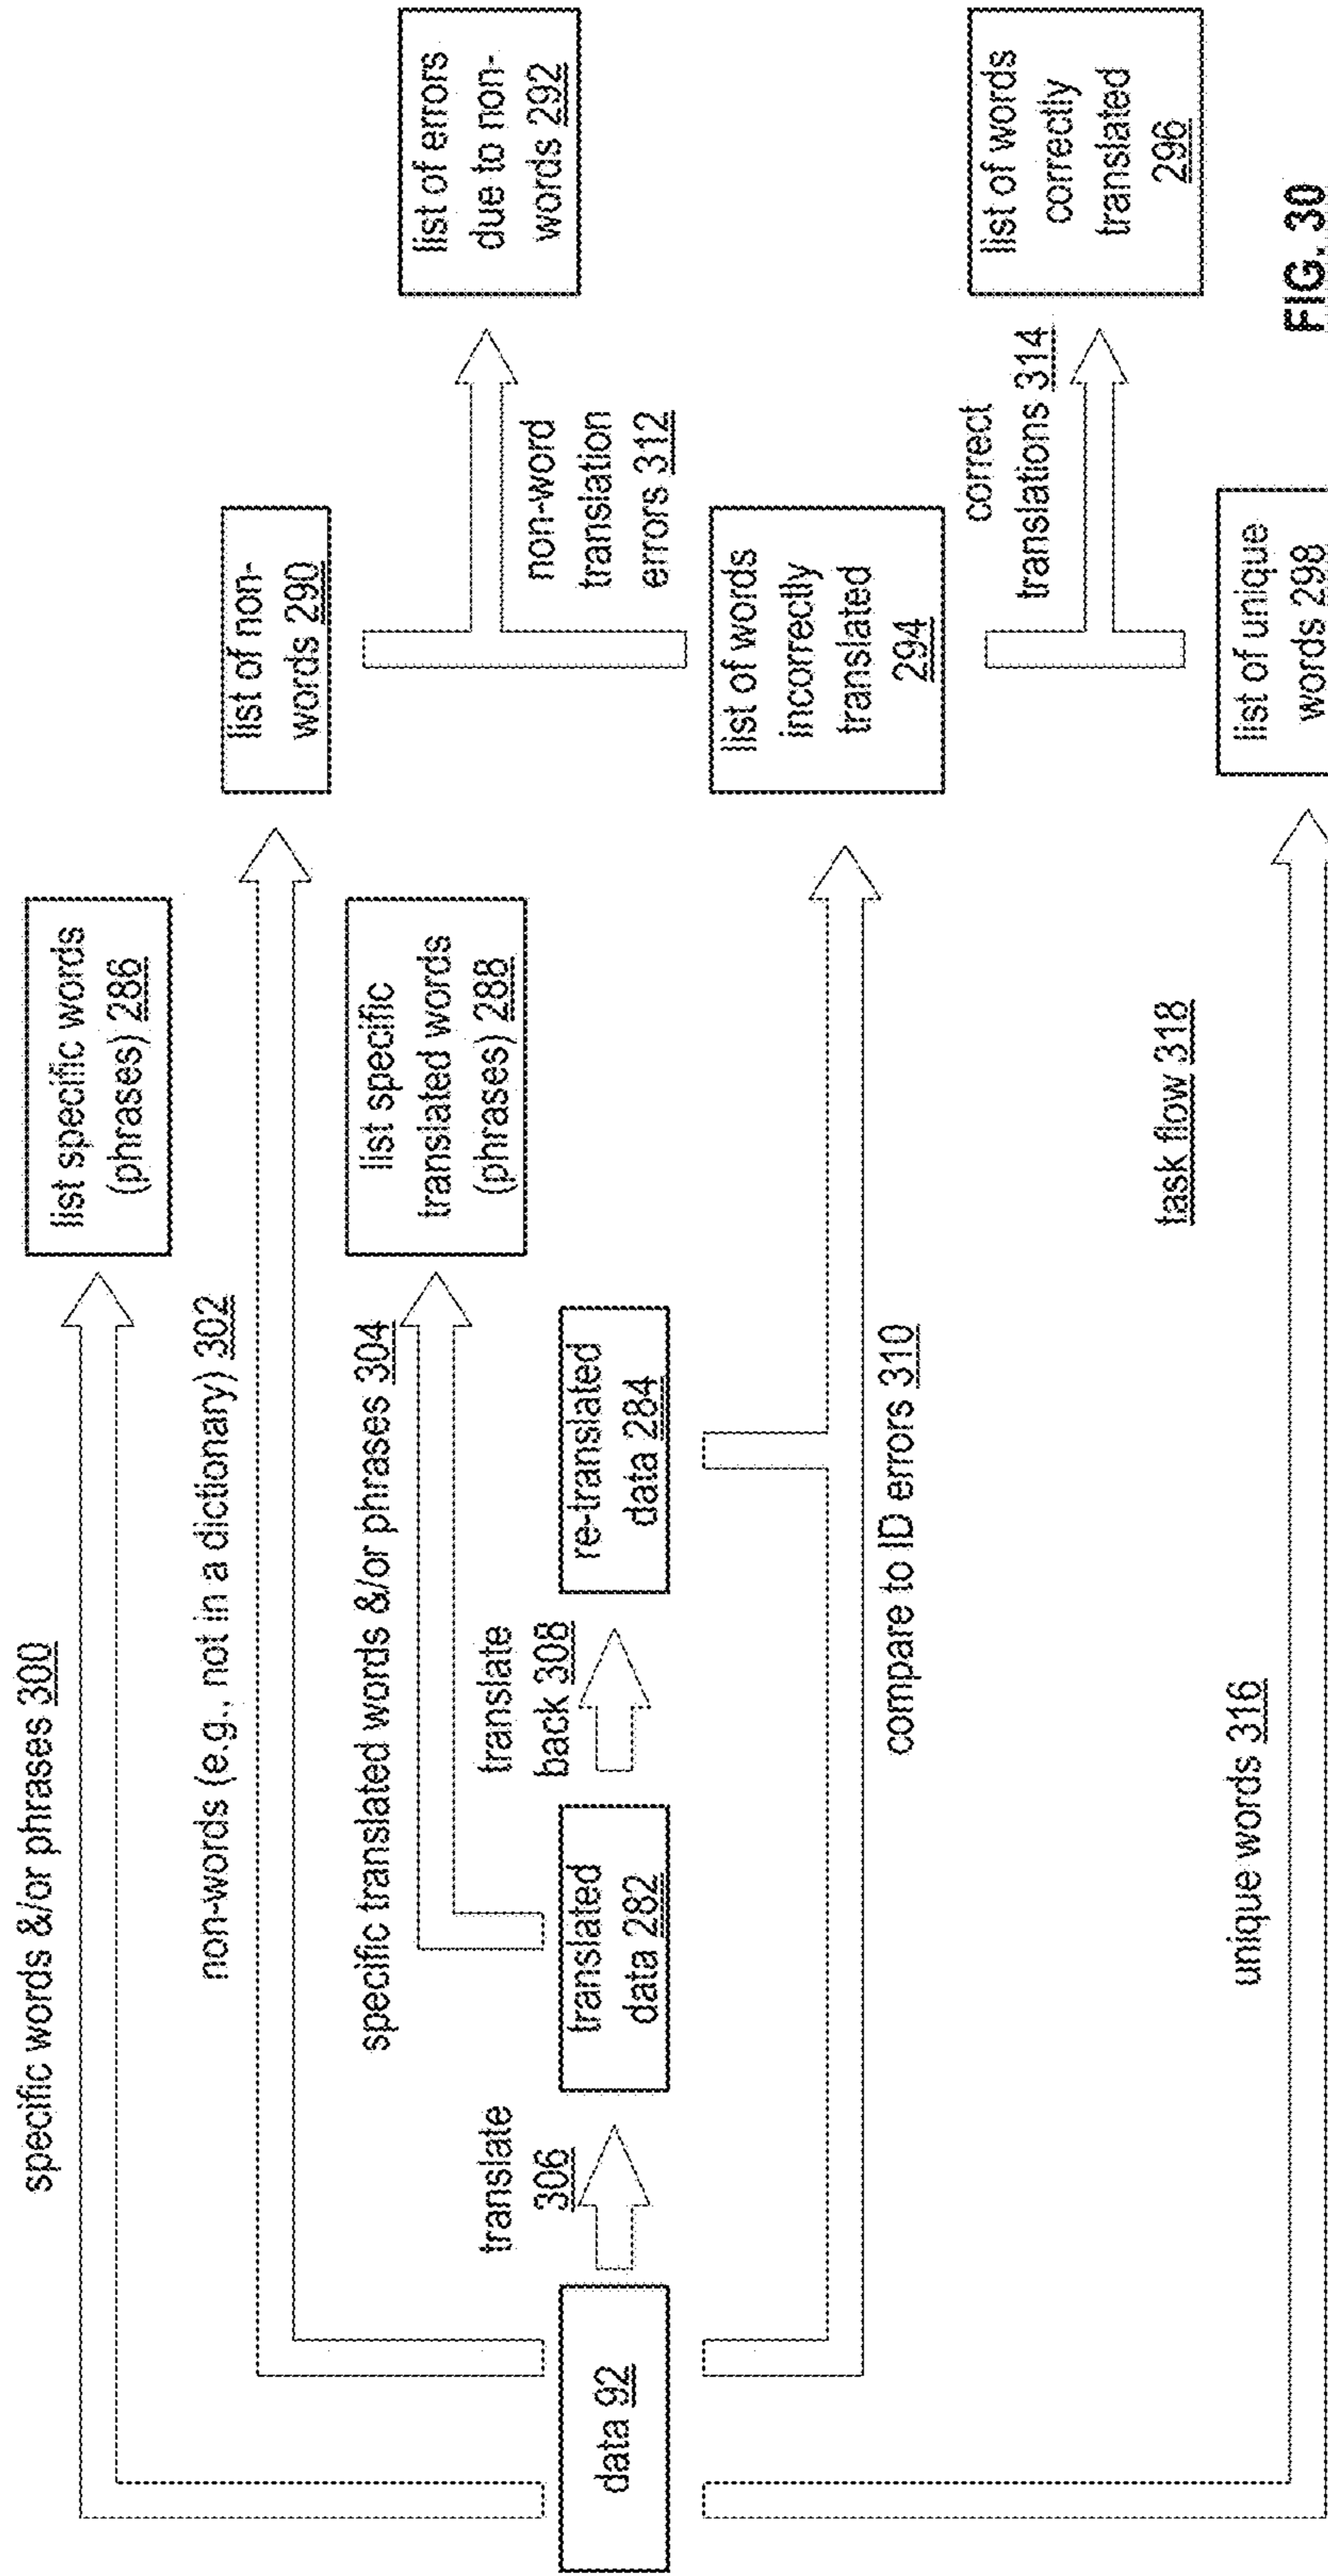 specific words &/or phrases 300
list specific words
(phrases) 286
non-words (e.g., not in a dictionary) 302
list of non-
words 290
specific translated words &/or phrases 304
list specific
translated words
(phrases) 288
list of errors
due to non-
words 292
non-word
translation
errors 312
data 92
translate
306
translated
data 282
translate
back 308
re-translated
data 284
compare to ID errors 310
list of words
incorrectly
translated
294
correct
translations 314
list of words
correctly
translated
296
task flow 318
unique words 316
list of unique
words 298
FIG. 30